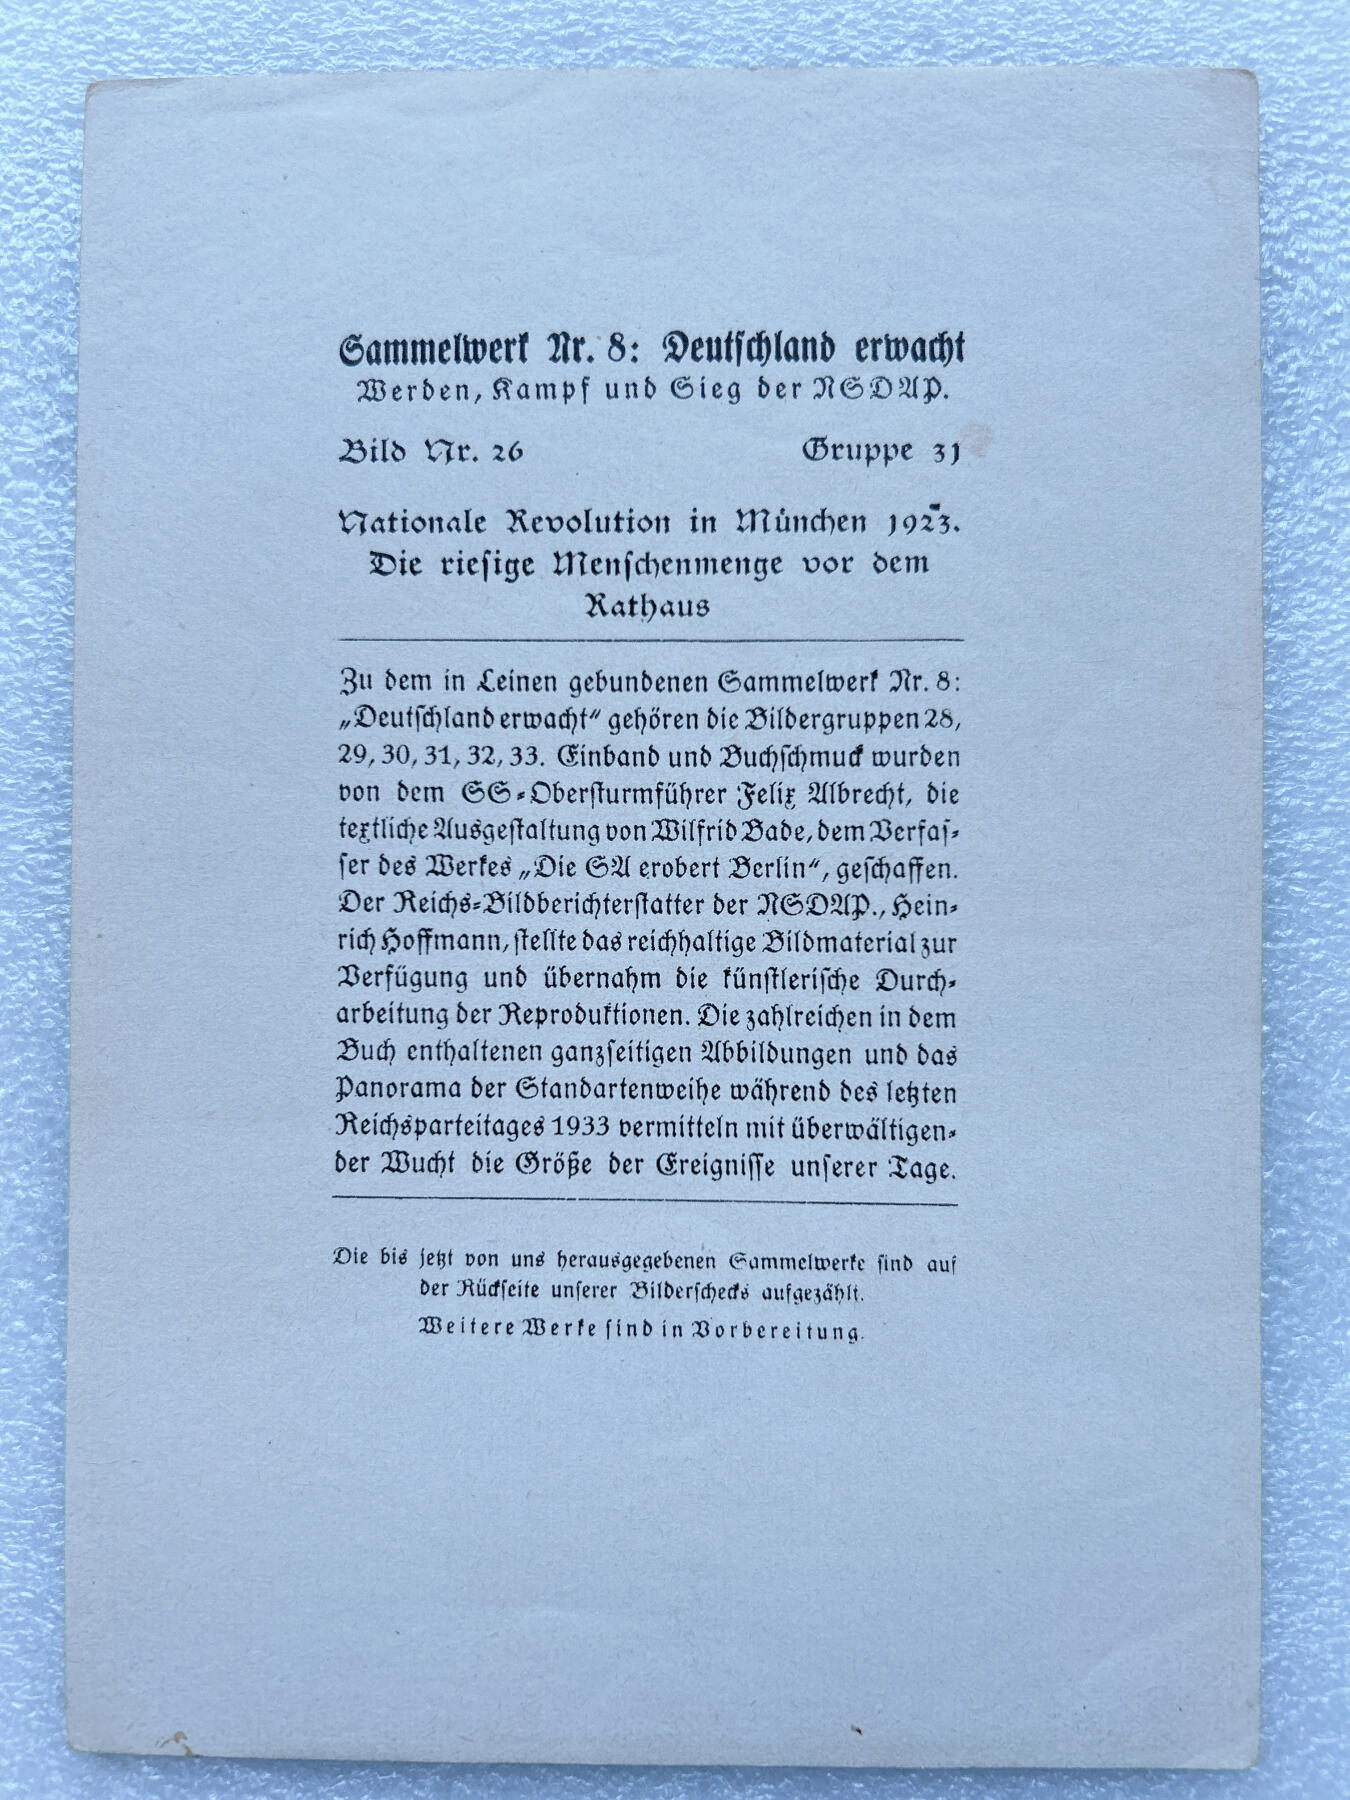 Sammelwerk Nr. 8: Deutschland erwacht
Werden, Kampf und Sieg der NSDAP.
Bild Nr. 26 Gruppe 31
Nationale Revolution in München 1923.
Die riesige Menschenmenge vor dem
Rathaus
Zu dem in Leinen gebundenen Sammelwerk Nr. 8:
„Deutschland erwacht“ gehören die Bildergruppen 28,
29, 30, 31, 32, 33. Einband und Buchschmuck wurden
von dem SS-Obersturmführer Felix Albrecht, die
textliche Ausgestaltung von Wilfrid Bade, dem Verfas-
ser des Werkes „Die SA erobert Berlin“, geschaffen.
Der Reichs-Bildberichterstatter der NSDAP., Hein-
rich Hoffmann, stellte das reichhaltige Bildmaterial zur
Verfügung und übernahm die künstlerische Durch-
arbeitung der Reproduktionen. Die zahlreichen in dem
Buch enthaltenen ganzseitigen Abbildungen und das
Panorama der Standartenweihe während des letzten
Reichsparteitages 1933 vermitteln mit überwältigen-
der Wucht die Größe der Ereignisse unserer Tage.
Die bis jetzt von uns herausgegebenen Sammelwerke sind auf
der Rückseite unserer Bilderschecks aufgezählt.
Weitere Werke sind in Vorbereitung.